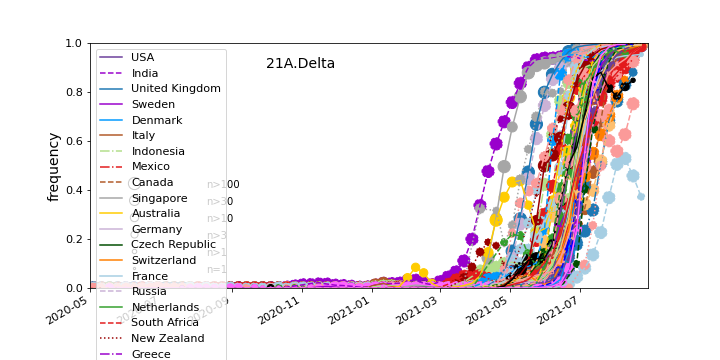 21A.Delta
frequency
1.0
0.8
0.6
0.4
0.2
0.0
USA
India
United Kingdom
Sweden
Denmark
Italy
Indonesia
Mexico
Canada
Singapore
Australia
Germany
Czech Republic
Switzerland
France
Russia
Netherlands
South Africa
New Zealand
Greece
n>100
n>30
n>10
n>3
n>1
n=1
2020-05
2020-09
2020-11
2021-01
2021-03
2021-05
2021-07